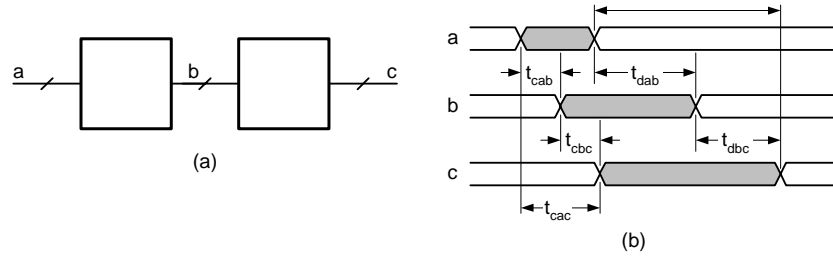 a b c
(a)
a
t_cab t_dab
b
t_cbc t_dbc
c
t_cac
(b)